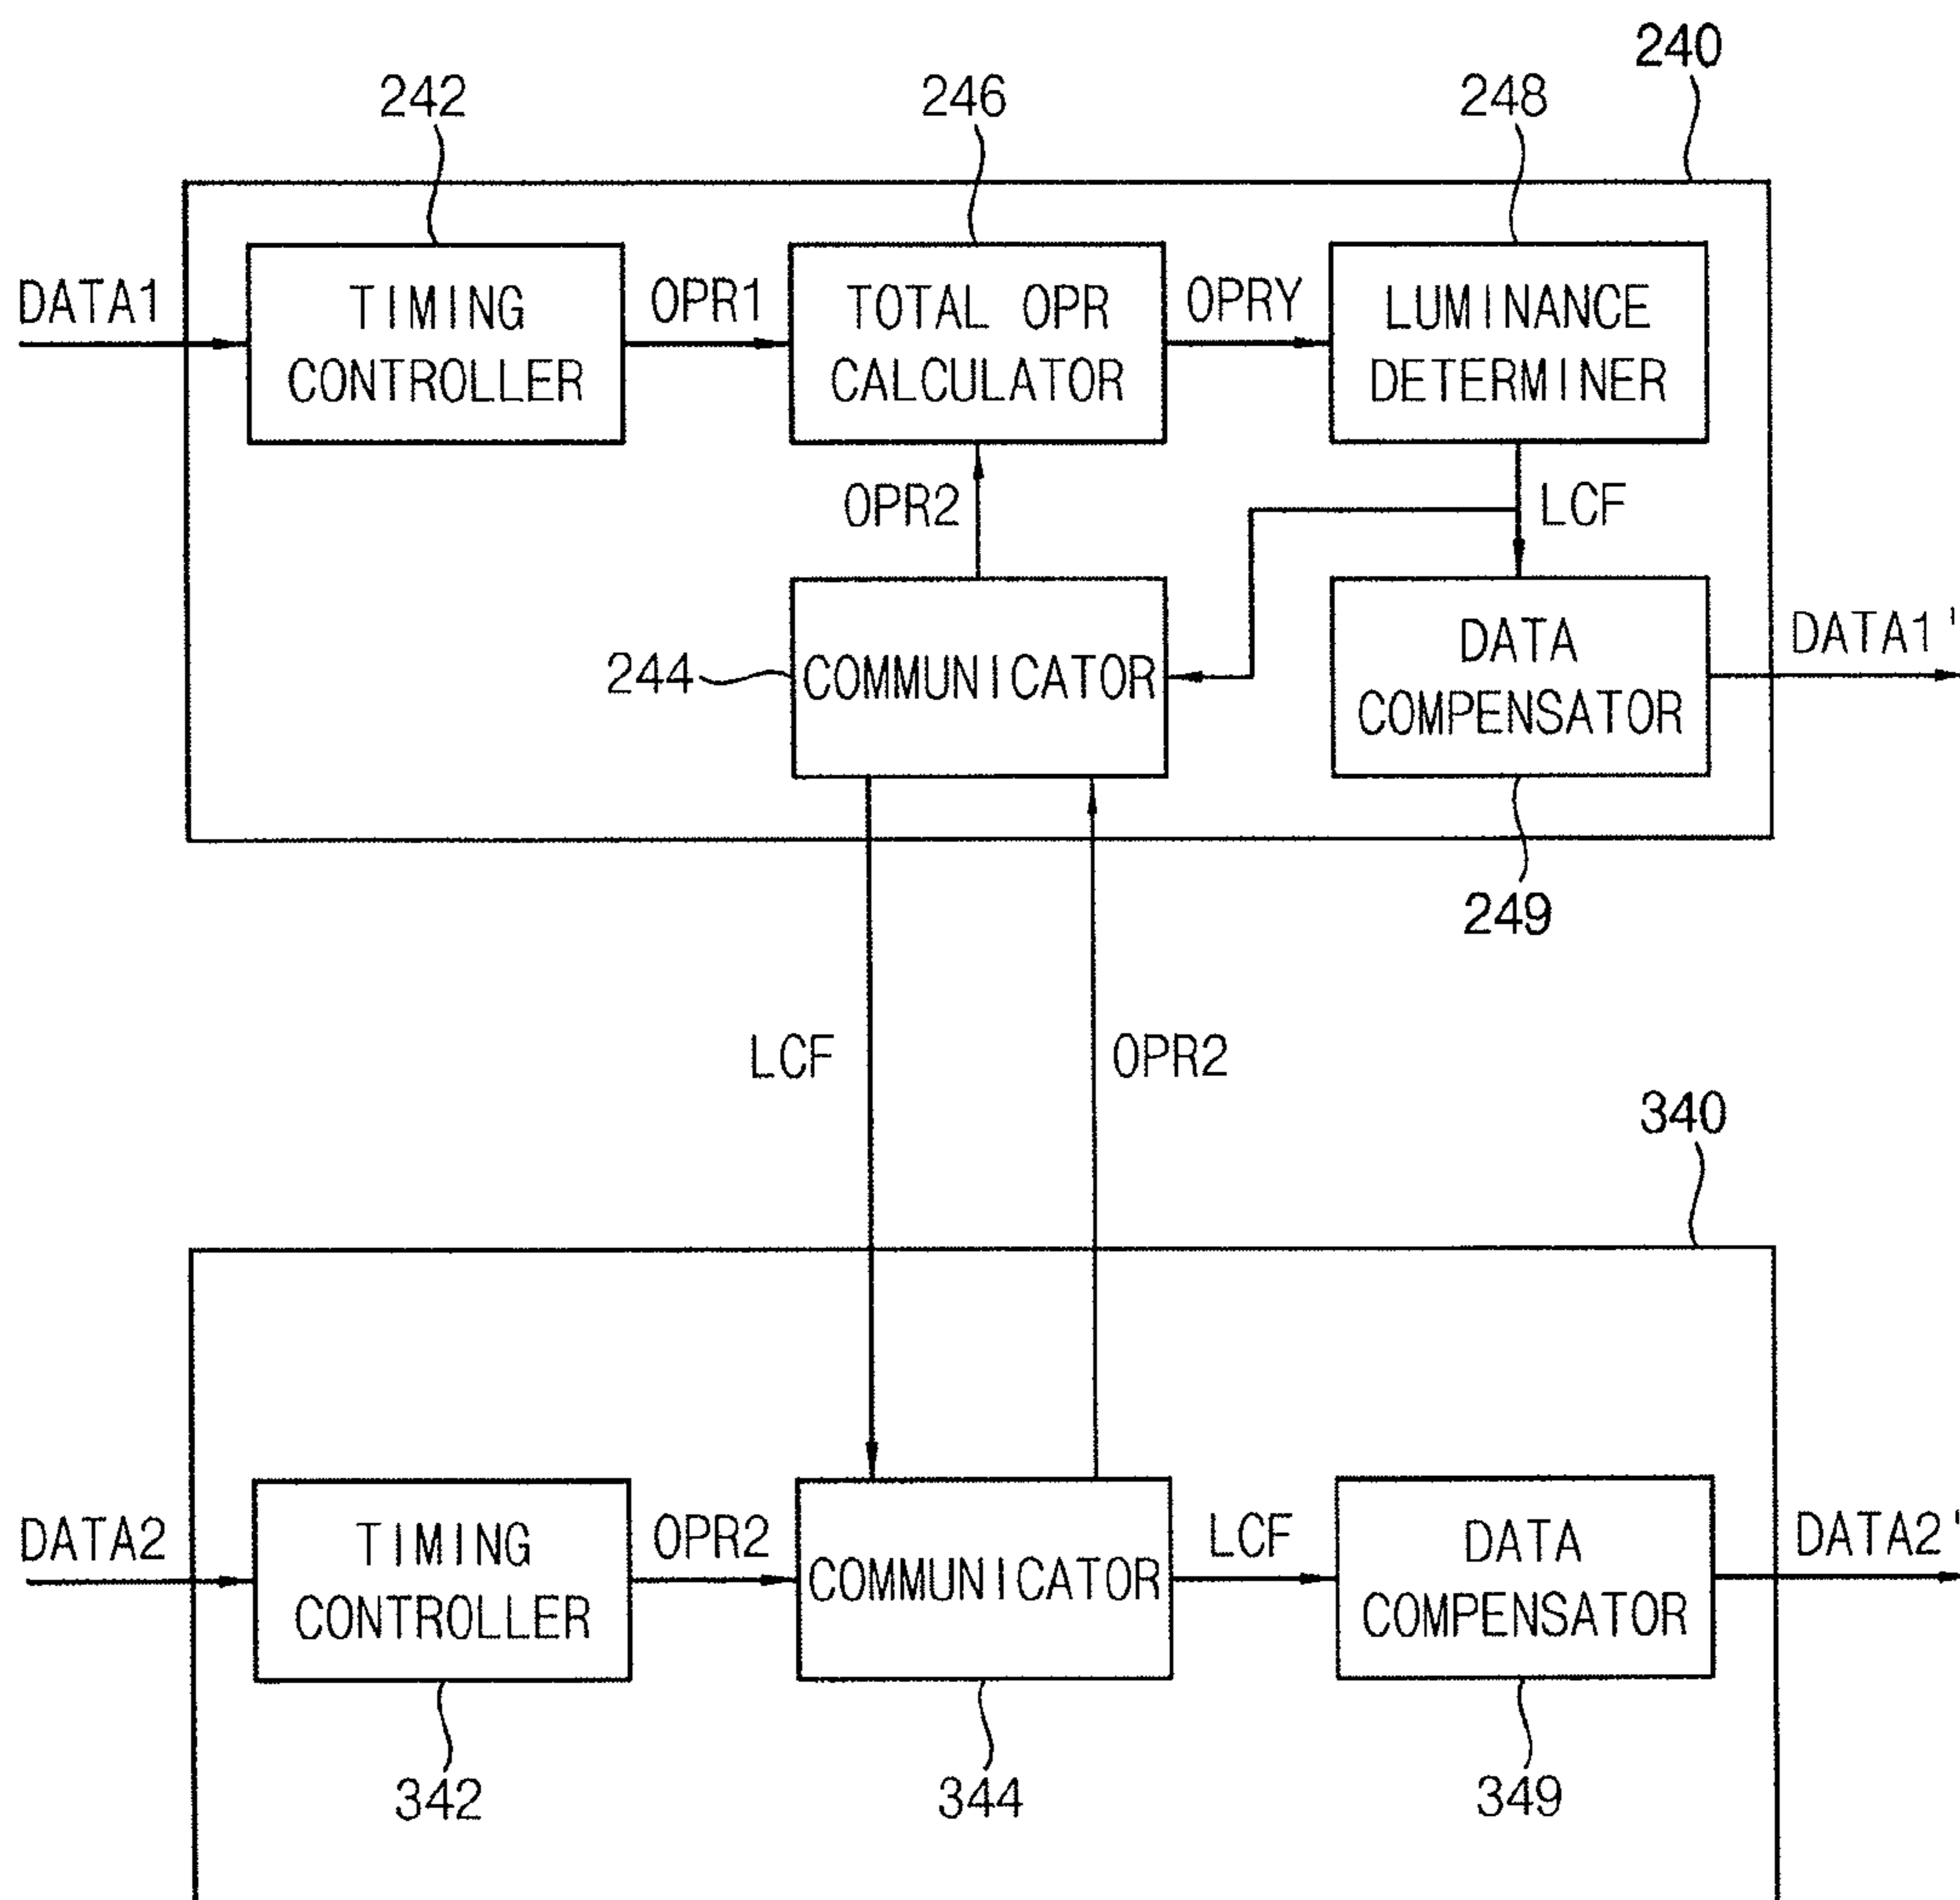 240
242
246
248
DATA1
TIMING
CONTROLLER
OPR1
TOTAL OPR
CALCULATOR
OPRY
LUMINANCE
DETERMINER
OPR2
LCF
244
COMMUNICATOR
DATA
COMPENSATOR
DATA1'
249
LCF
OPR2
340
DATA2
TIMING
CONTROLLER
OPR2
COMMUNICATOR
LCF
DATA
COMPENSATOR
DATA2'
342
344
349